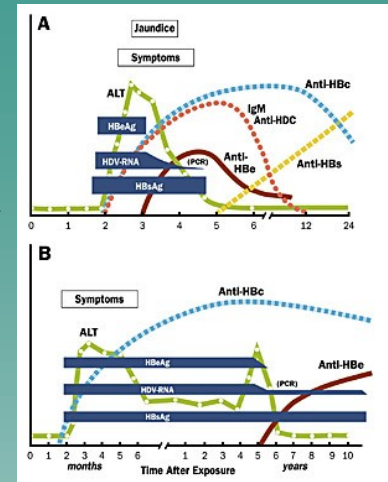 A
Jaundice
Symptoms
ALT
Anti-HBc
IgM
Anti-HDC
HBeAg
HDV-RNA
(PCR)
Anti-
HBe
Anti-HBs
HBsAg
0 1 2 3 4 5 6 12 24
B
Symptoms
Anti-HBc
ALT
HBeAg
Anti-HBe
HDV-RNA
(PCR)
HBsAg
0 1 2 3 4 5 6 1 2 3 4 5 6 7 8 9 10
months Time After Exposure years